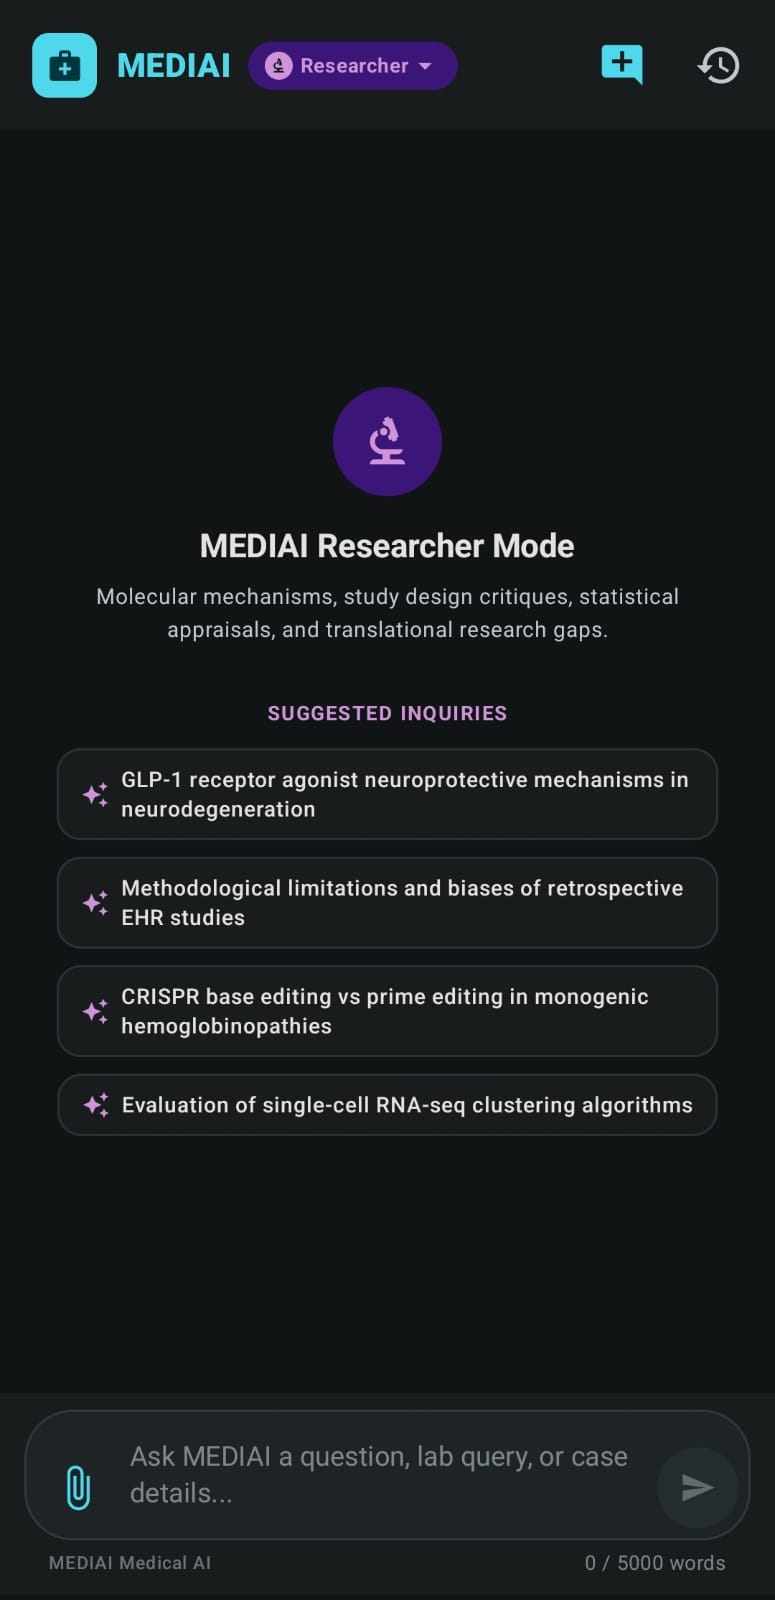 MEDIAI
Researcher
MEDIAI Researcher Mode
Molecular mechanisms, study design critiques, statistical
appraisals, and translational research gaps.
SUGGESTED INQUIRIES
GLP-1 receptor agonist neuroprotective mechanisms in
neurodegeneration
Methodological limitations and biases of retrospective
EHR studies
CRISPR base editing vs prime editing in monogenic
hemoglobinopathies
Evaluation of single-cell RNA-seq clustering algorithms
Ask MEDIAI a question, lab query, or case
details...
MEDIAI Medical AI
0 / 5000 words